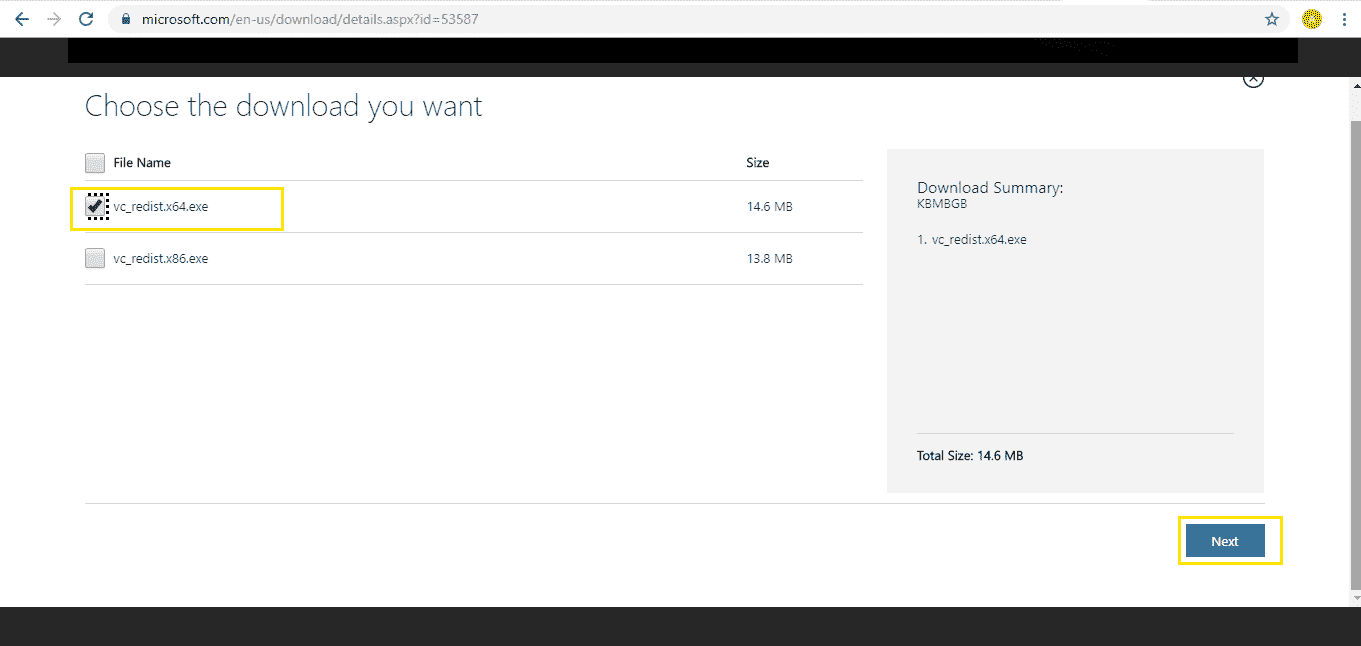 microsoft.com/en-us/download/details.aspx?id=53587
Choose the download you want
File Name Size
vc_redist.x64.exe 14.6 MB
vc_redist.x86.exe 13.8 MB
Download Summary:
KBMBGB
1. vc_redist.x64.exe
Total Size: 14.6 MB
Next